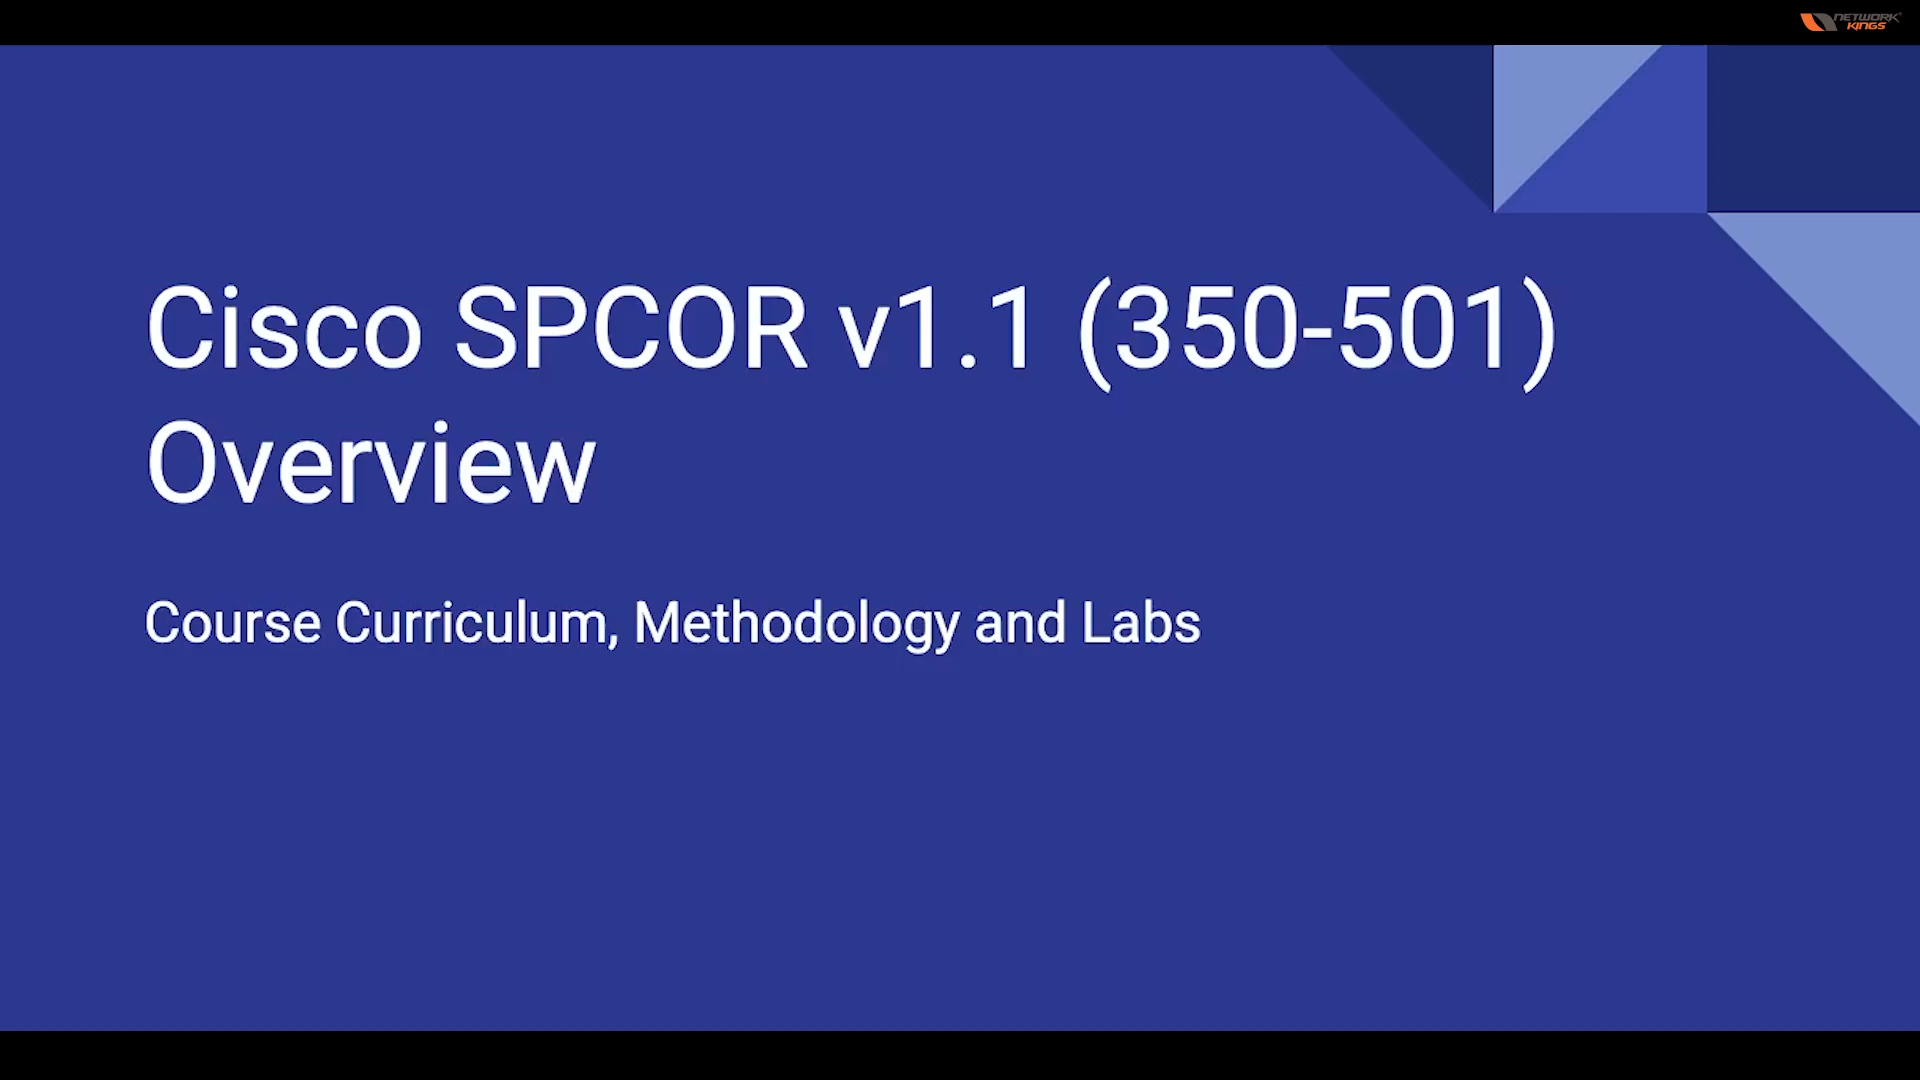 NETWORK
KINGS
Cisco SPCOR v1.1 (350-501)
Overview
Course Curriculum, Methodology and Labs